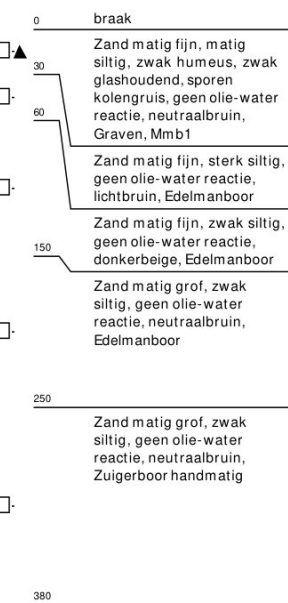 0
braak
Zand matig fijn, matig
siltig, zwak humeus, zwak
glashoudend, sporen
kolengruis, geen olie-water
reactie, neutraalbruin,
Graven, Mmb1
30
Zand matig fijn, sterk siltig,
geen olie-water reactie,
lichtbruin, Edelmanboor
60
Zand matig fijn, zwak siltig,
geen olie-water reactie,
donkerbeige, Edelmanboor
150
Zand matig grof, zwak
siltig, geen olie-water
reactie, neutraalbruin,
Edelmanboor
250
Zand matig grof, zwak
siltig, geen olie-water
reactie, neutraalbruin,
Zuigerboor handmatig
380